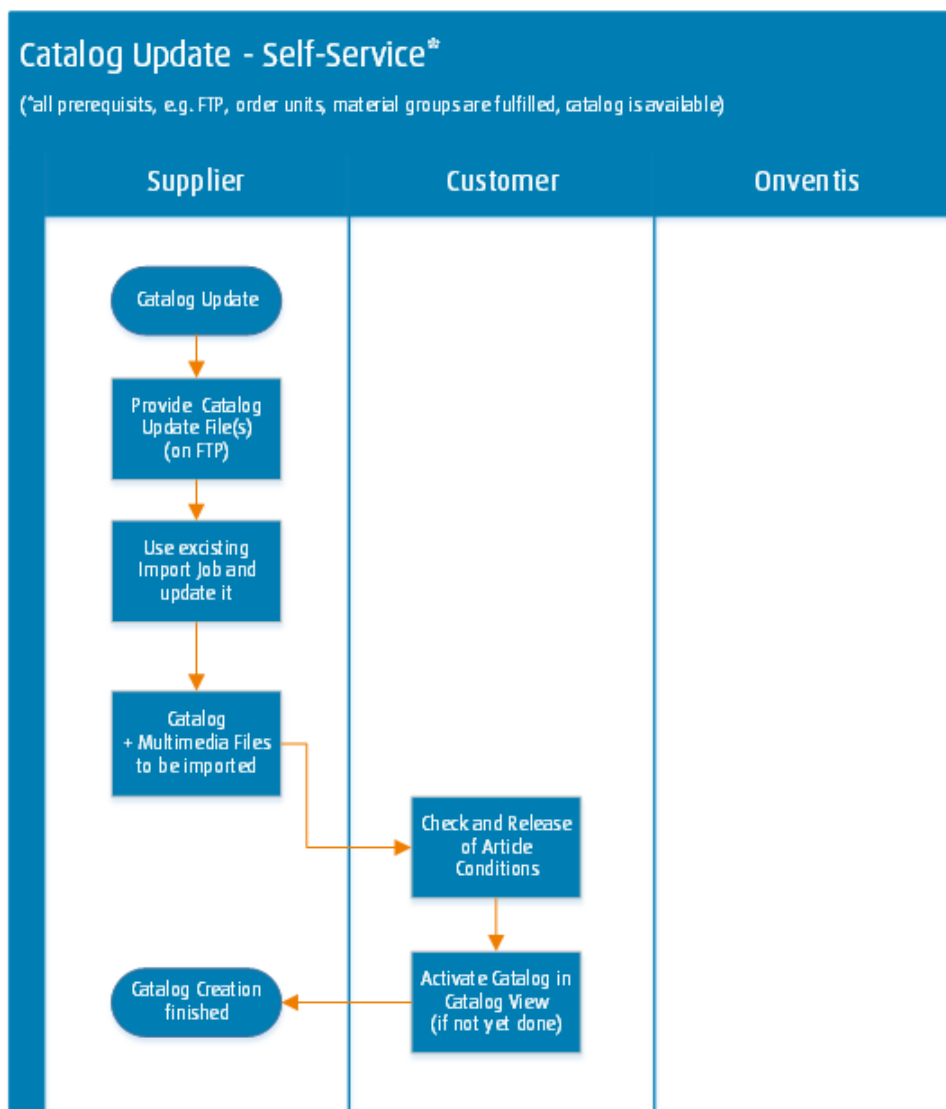 Catalog Update - Self-Service*
(*all prerequisits, e.g. FTP, order units, material groups are fulfilled, catalog is available)
Supplier
Customer
Onventis
Catalog Update
Provide Catalog
Update File(s)
(on FTP)
Use excisting
Import Job and
update it
Catalog
+ Multimedia Files
to be imported
Check and Release
of Article
Conditions
Activate Catalog in
Catalog View
(if not yet done)
Catalog Creation
finished